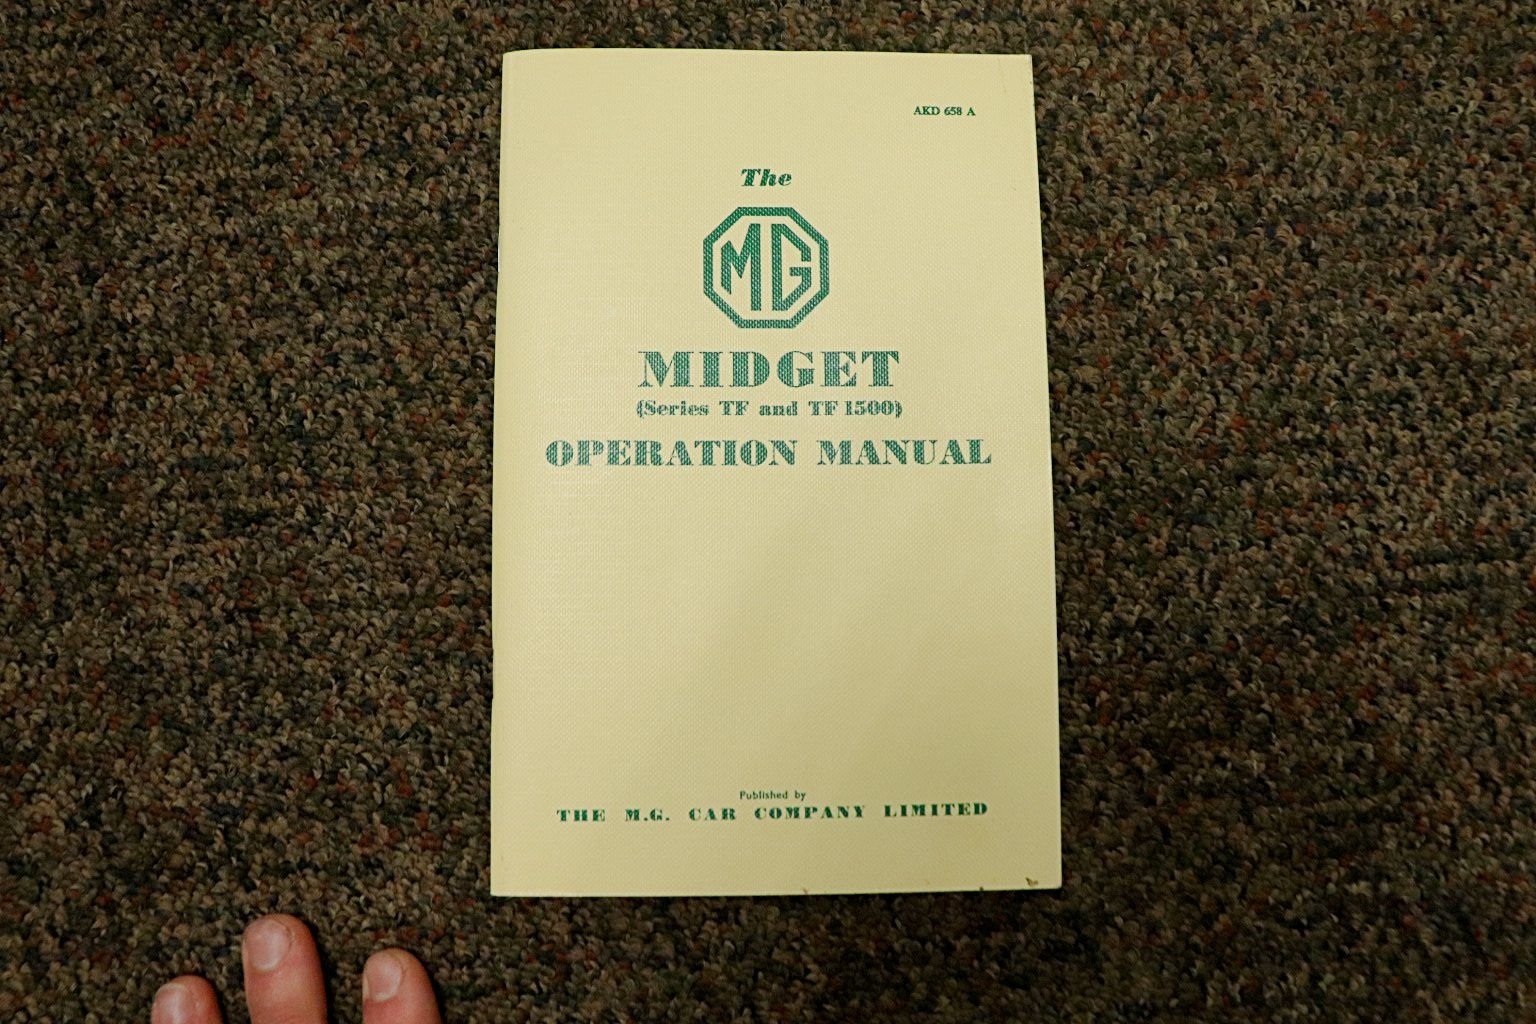 AKD 658 A
The
MG
MIDGET
(Series TF and TF 1500)
OPERATION MANUAL
Published by
THE M.G. CAR COMPANY LIMITED